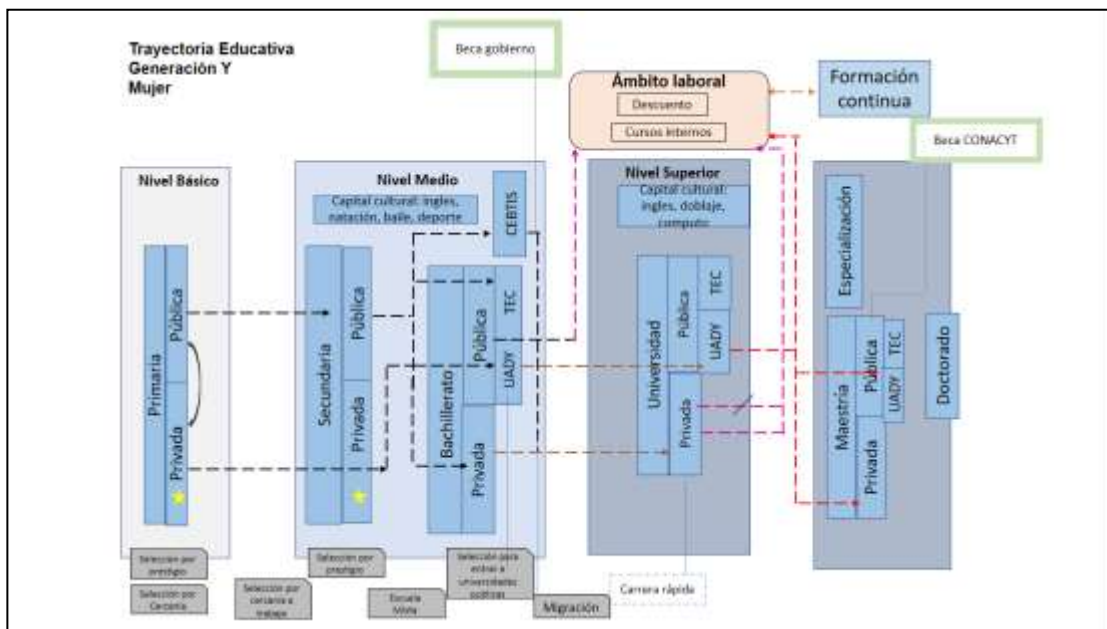 Trayectoria Educativa
Generación Y
Mujer
Beca gobierno
Ámbito laboral
Descuento
Cursos internos
Formación
continua
Beca CONACYT
Nivel Básico
Primaria
Pública
Privada
Nivel Medio
Capital cultural: ingles,
natación, baile, deporte
Secundaria
Pública
Privada
CEBTIS
Bachillerato
Pública
TEC
UADY
Privada
Nivel Superior
Capital cultural:
ingles, doblaje,
computo
Universidad
Pública
TEC
UADY
Privada
Especialización
Maestría
Pública
TEC
UADY
Privada
Doctorado
Selección por
prestigio
Selección por
Cercanía
Selección por
cercanía a
trabajo
Selección por
prestigio
Escuela
Selección para
entrar a
universidades
públicas
Migración
Carrera rápida